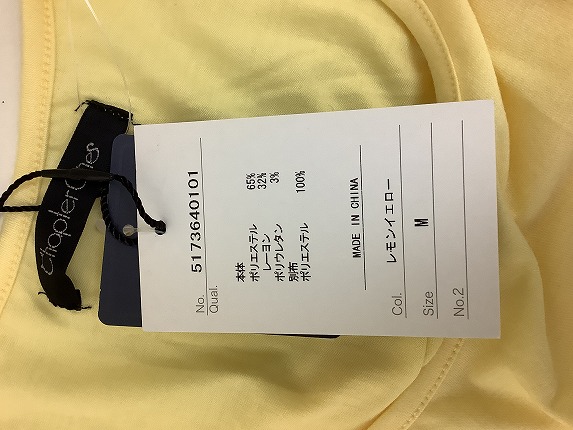 No. 5173640101
Qual.
本体
ポリエステル 65%
レーヨン 32%
ポリウレタン 3%
別布
ポリエステル 100%
MADE IN CHINA
Col. レモンイエロー
Size M
No.2